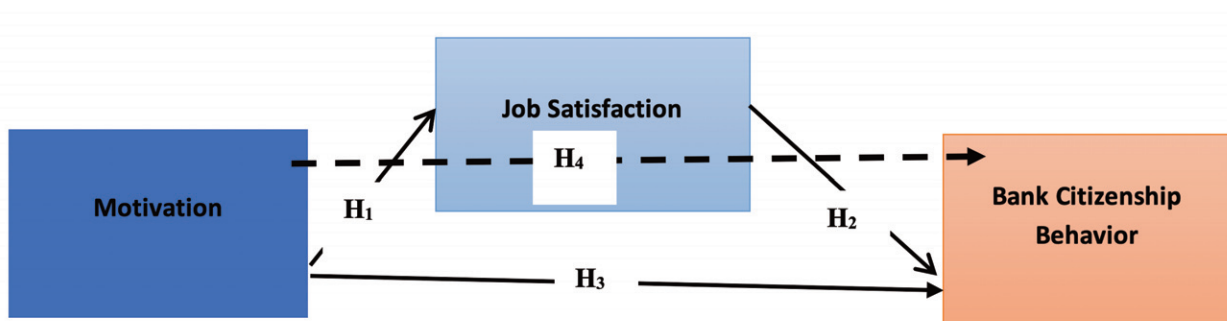 Job Satisfaction
H₄
Motivation
H₁
H₂
Bank Citizenship
Behavior
H₃